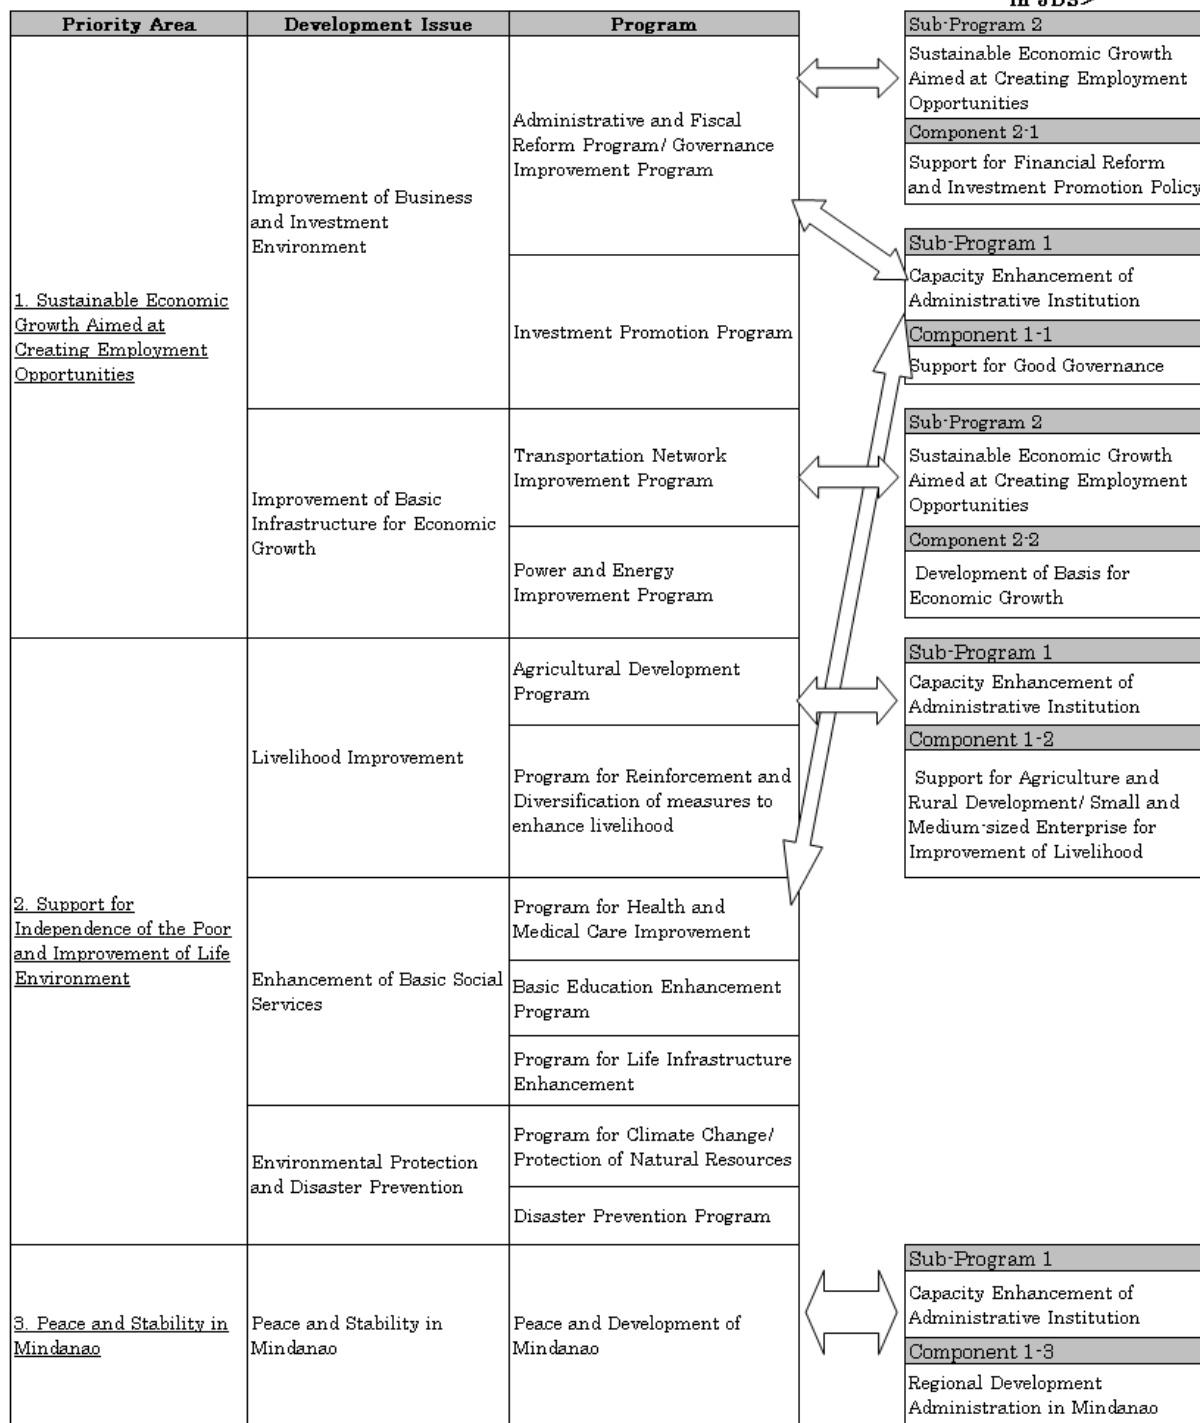 in JDS>
Priority Area
Development Issue
Program
1. Sustainable Economic
Growth Aimed at
Creating Employment
Opportunities
Improvement of Business
and Investment
Environment
Administrative and Fiscal
Reform Program/ Governance
Improvement Program
Investment Promotion Program
Improvement of Basic
Infrastructure for Economic
Growth
Transportation Network
Improvement Program
Power and Energy
Improvement Program
2. Support for
Independence of the Poor
and Improvement of Life
Environment
Livelihood Improvement
Agricultural Development
Program
Program for Reinforcement and
Diversification of measures to
enhance livelihood
Enhancement of Basic Social
Services
Program for Health and
Medical Care Improvement
Basic Education Enhancement
Program
Program for Life Infrastructure
Enhancement
Environmental Protection
and Disaster Prevention
Program for Climate Change/
Protection of Natural Resources
Disaster Prevention Program
3. Peace and Stability in
Mindanao
Peace and Stability in
Mindanao
Peace and Development of
Mindanao
Sub-Program 2
Sustainable Economic Growth
Aimed at Creating Employment
Opportunities
Component 2-1
Support for Financial Reform
and Investment Promotion Policy
Sub-Program 1
Capacity Enhancement of
Administrative Institution
Component 1-1
Support for Good Governance
Sub-Program 2
Sustainable Economic Growth
Aimed at Creating Employment
Opportunities
Component 2-2
Development of Basis for
Economic Growth
Sub-Program 1
Capacity Enhancement of
Administrative Institution
Component 1-2
Support for Agriculture and
Rural Development/ Small and
Medium-sized Enterprise for
Improvement of Livelihood
Sub-Program 1
Capacity Enhancement of
Administrative Institution
Component 1-3
Regional Development
Administration in Mindanao